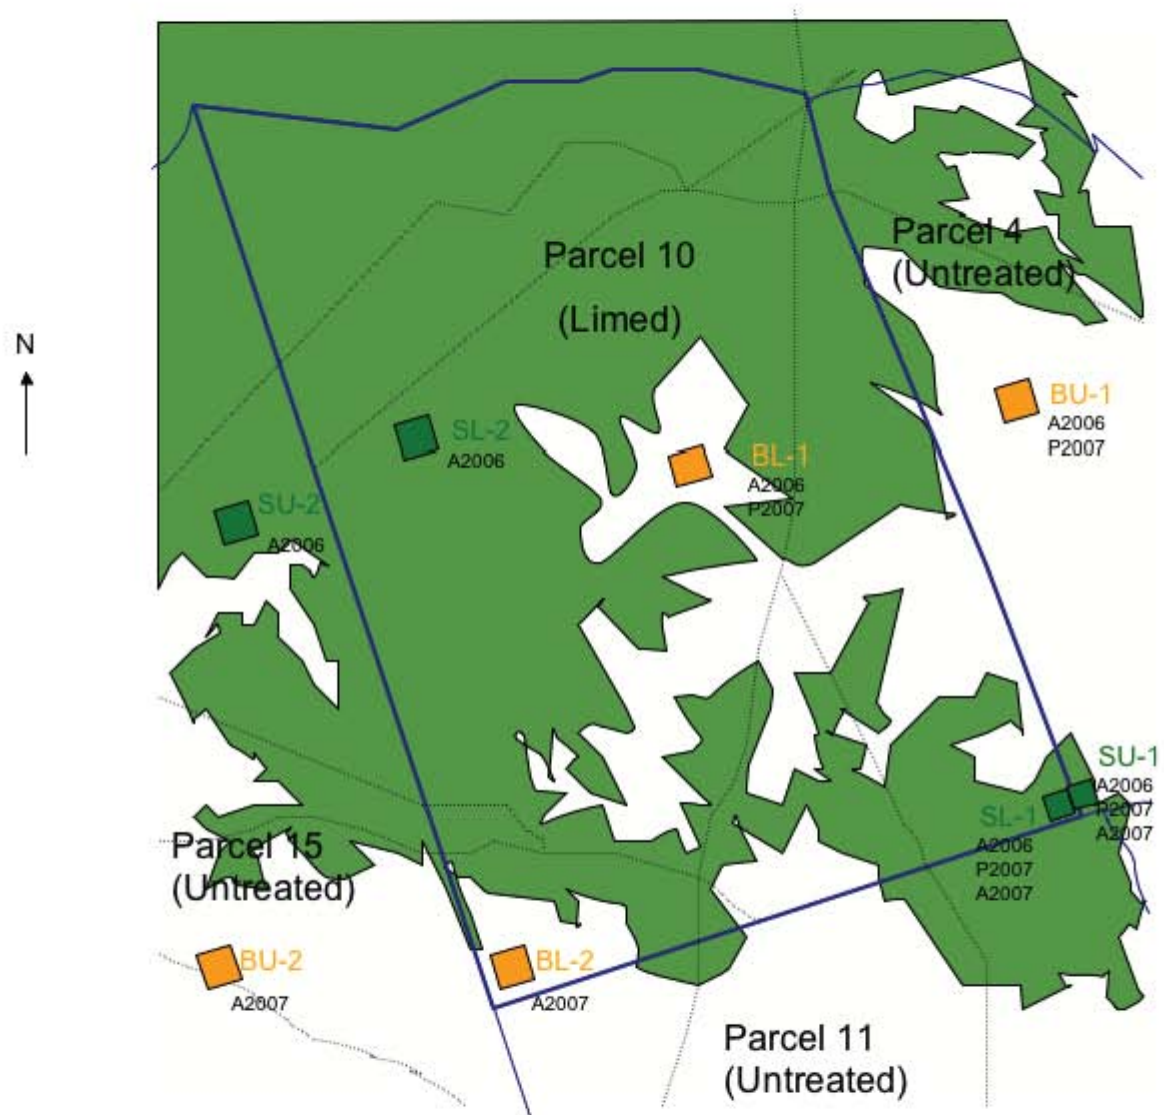 Parcel 4
(Untreated)
Parcel 10
(Limed)
N
BU-1
A2006
P2007
SL-2
A2006
BL-1
A2006
P2007
SU-2
A2006
SU-1
A2006
P2007
A2007
SL-1
A2006
P2007
A2007
Parcel 15
(Untreated)
BU-2
A2007
BL-2
A2007
Parcel 11
(Untreated)